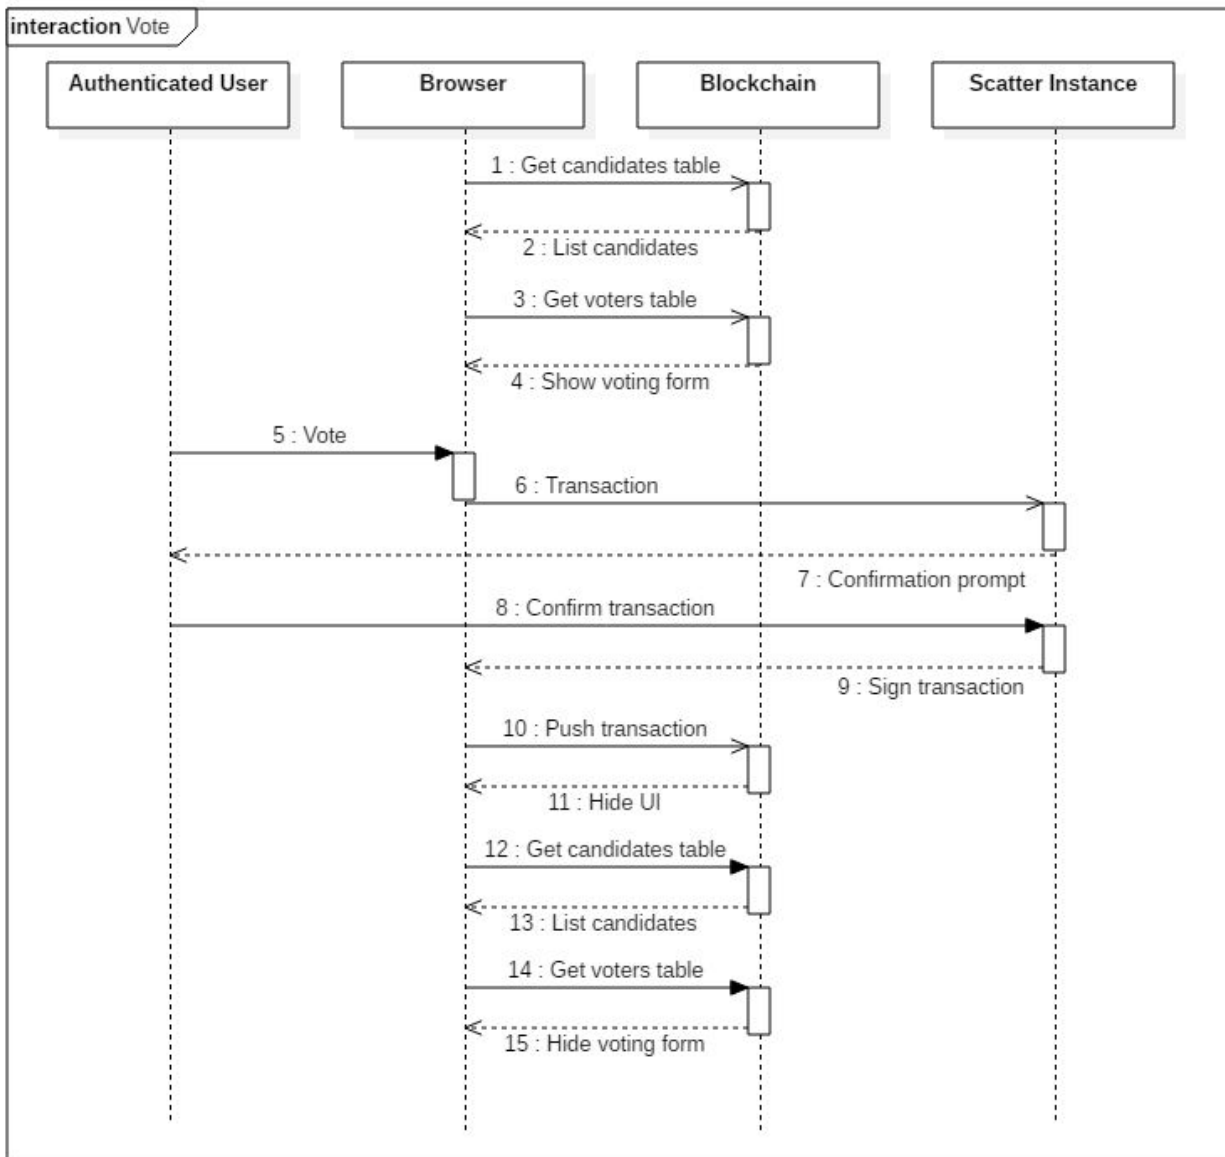 interaction Vote
Authenticated User
Browser
Blockchain
Scatter Instance
1 : Get candidates table
2 : List candidates
3 : Get voters table
4 : Show voting form
5 : Vote
6 : Transaction
7 : Confirmation prompt
8 : Confirm transaction
9 : Sign transaction
10 : Push transaction
11 : Hide UI
12 : Get candidates table
13 : List candidates
14 : Get voters table
15 : Hide voting form